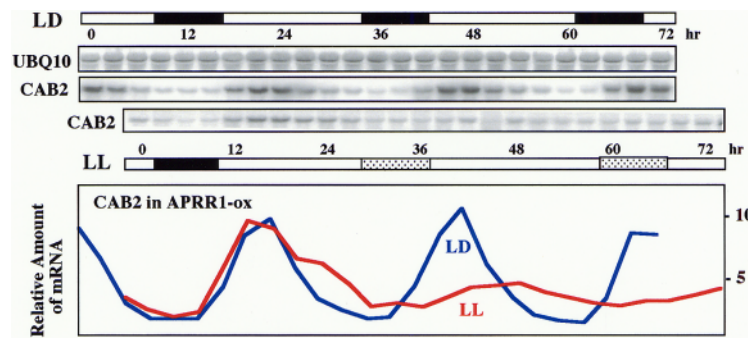 LD
0 12 24 36 48 60 72 hr
UBQ10
CAB2
CAB2
LL 0 12 24 36 48 60 72 hr
CAB2 in APRR1-ox
10
LD
5
LL
Relative Amount
of mRNA